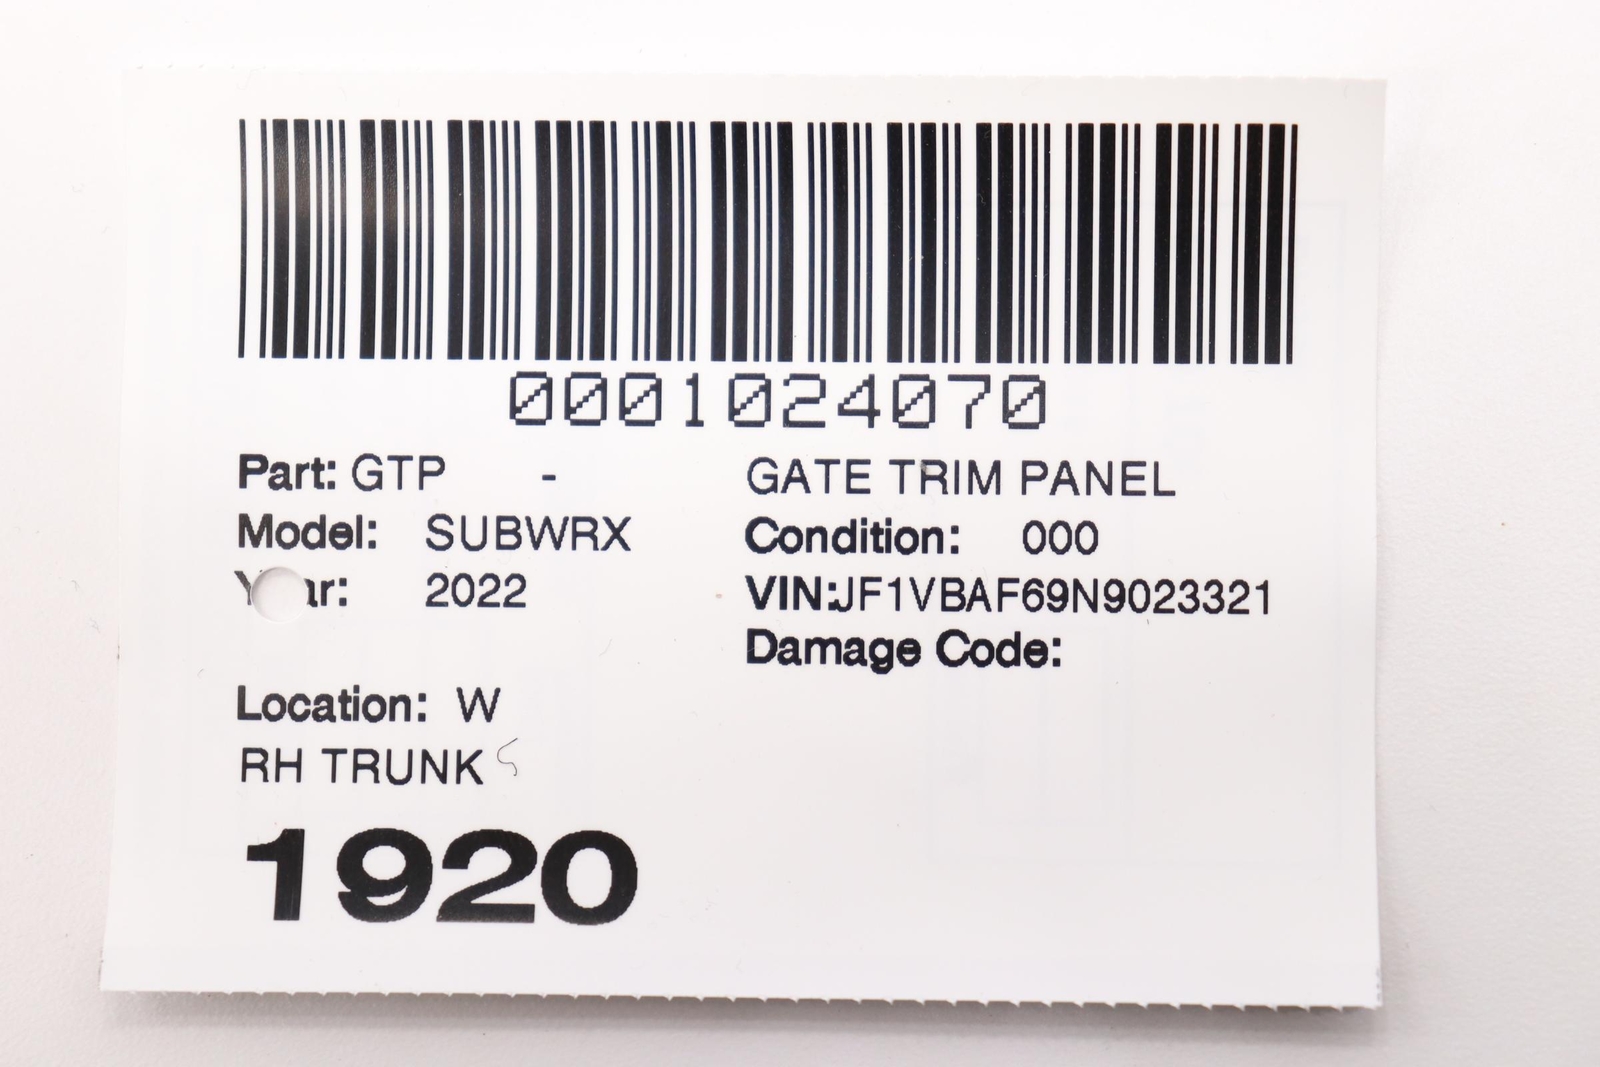 0001024070
Part: GTP - GATE TRIM PANEL
Model: SUBWRX Condition: 000
2022 VIN:JF1VBAF69N9023321
Damage Code:
Location: W
RH TRUNK
1920